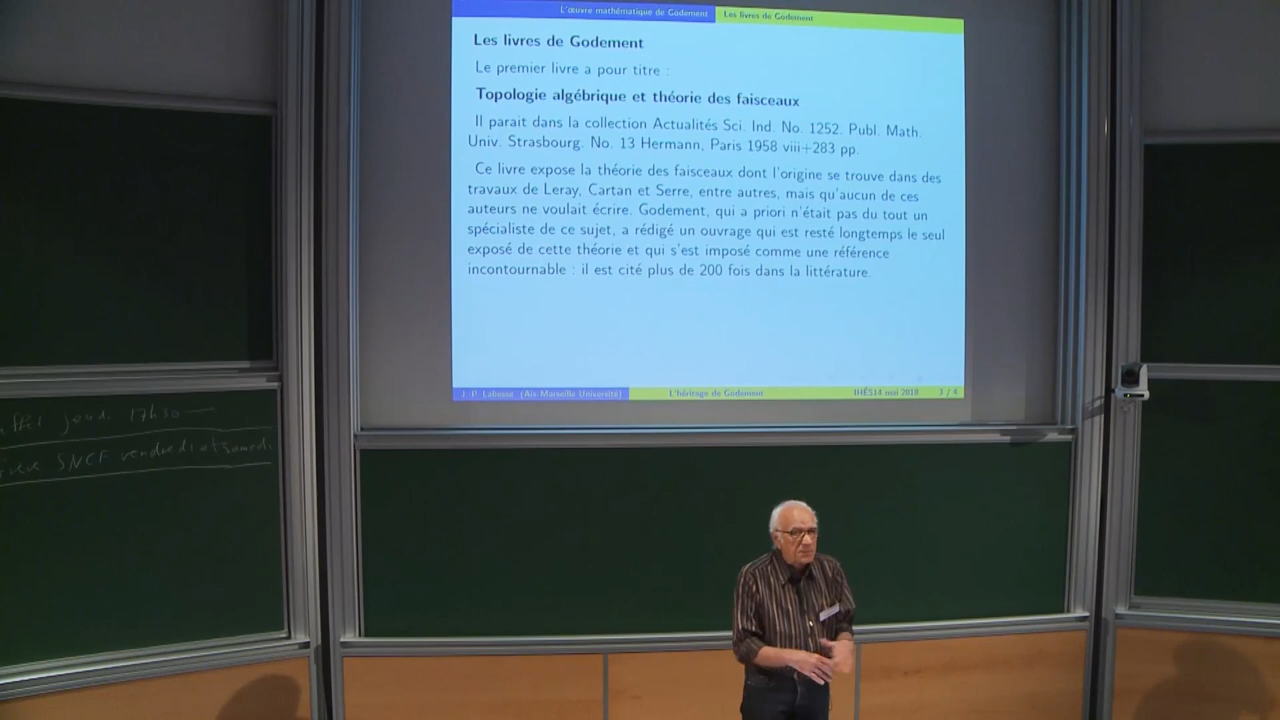 L'œuvre mathématique de Godement
Les livres de Godement
Les livres de Godement
Le premier livre a pour titre :
Topologie algébrique et théorie des faisceaux
Il parait dans la collection Actualités Sci. Ind. No. 1252. Publ. Math.
Univ. Strasbourg. No. 13 Hermann, Paris 1958 viii+283 pp.
Ce livre expose la théorie des faisceaux dont l'origine se trouve dans des
travaux de Leray, Cartan et Serre, entre autres, mais qu'aucun de ces
auteurs ne voulait écrire. Godement, qui a priori n'était pas du tout un
spécialiste de ce sujet, a rédigé un ouvrage qui est resté longtemps le seul
exposé de cette théorie et qui s'est imposé comme une référence
incontournable : il est cité plus de 200 fois dans la littérature.
J.-P. Labesse (Aix Marseille Université)
L'héritage de Godement
IHÉS14 mai 2018
3 / 4
17h30
SNCF vendredi et samedi